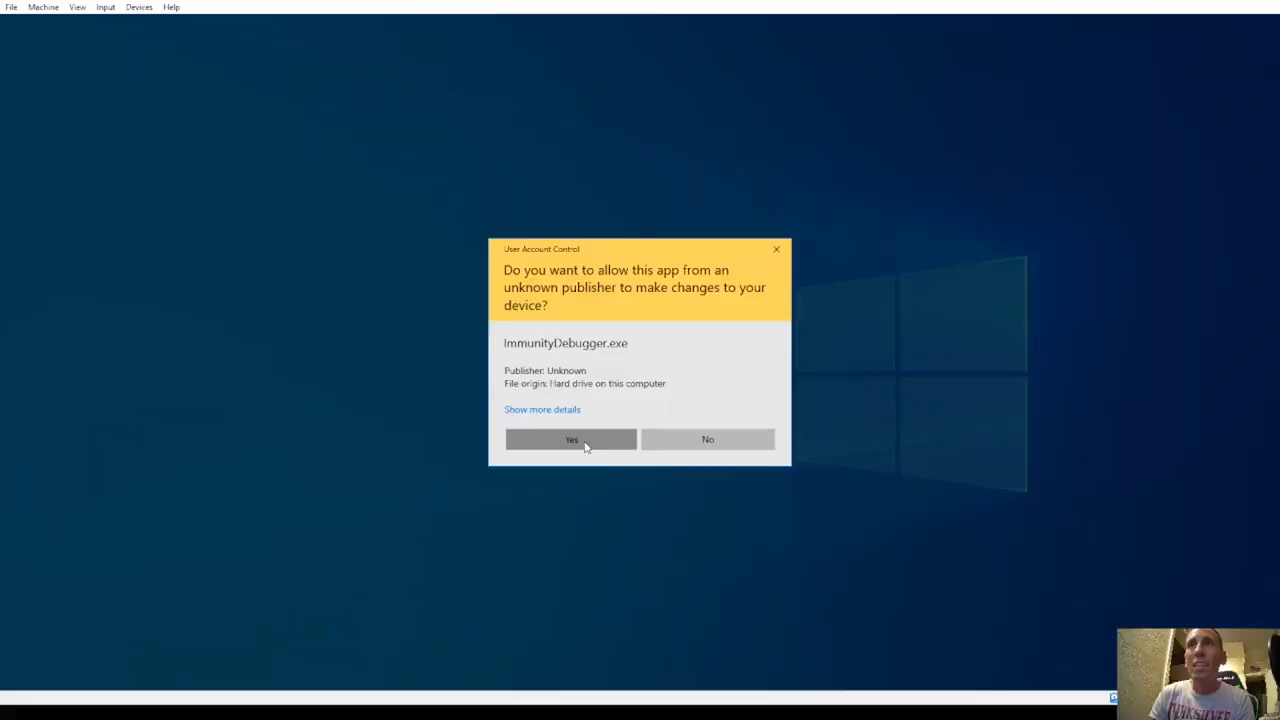 File Machine View Input Devices Help
User Account Control
Do you want to allow this app from an
unknown publisher to make changes to your
device?
ImmunityDebugger.exe
Publisher: Unknown
File origin: Hard drive on this computer
Show more details
Yes No